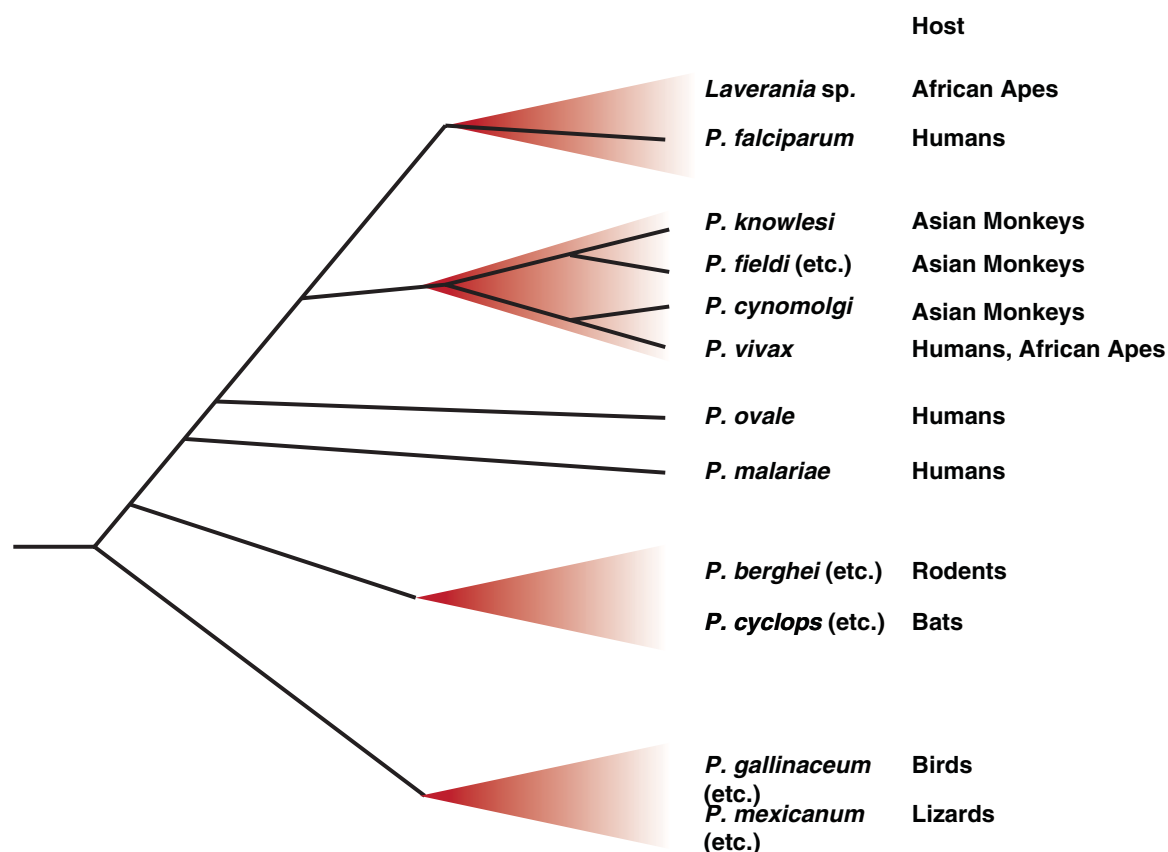 Host
Laverania sp. African Apes
P. falciparum Humans
P. knowlesi Asian Monkeys
P. fieldi (etc.) Asian Monkeys
P. cynomolgi Asian Monkeys
P. vivax Humans, African Apes
P. ovale Humans
P. malariae Humans
P. berghei (etc.) Rodents
P. cyclops (etc.) Bats
P. gallinaceum Birds
(etc.)
P. mexicanum Lizards
(etc.)